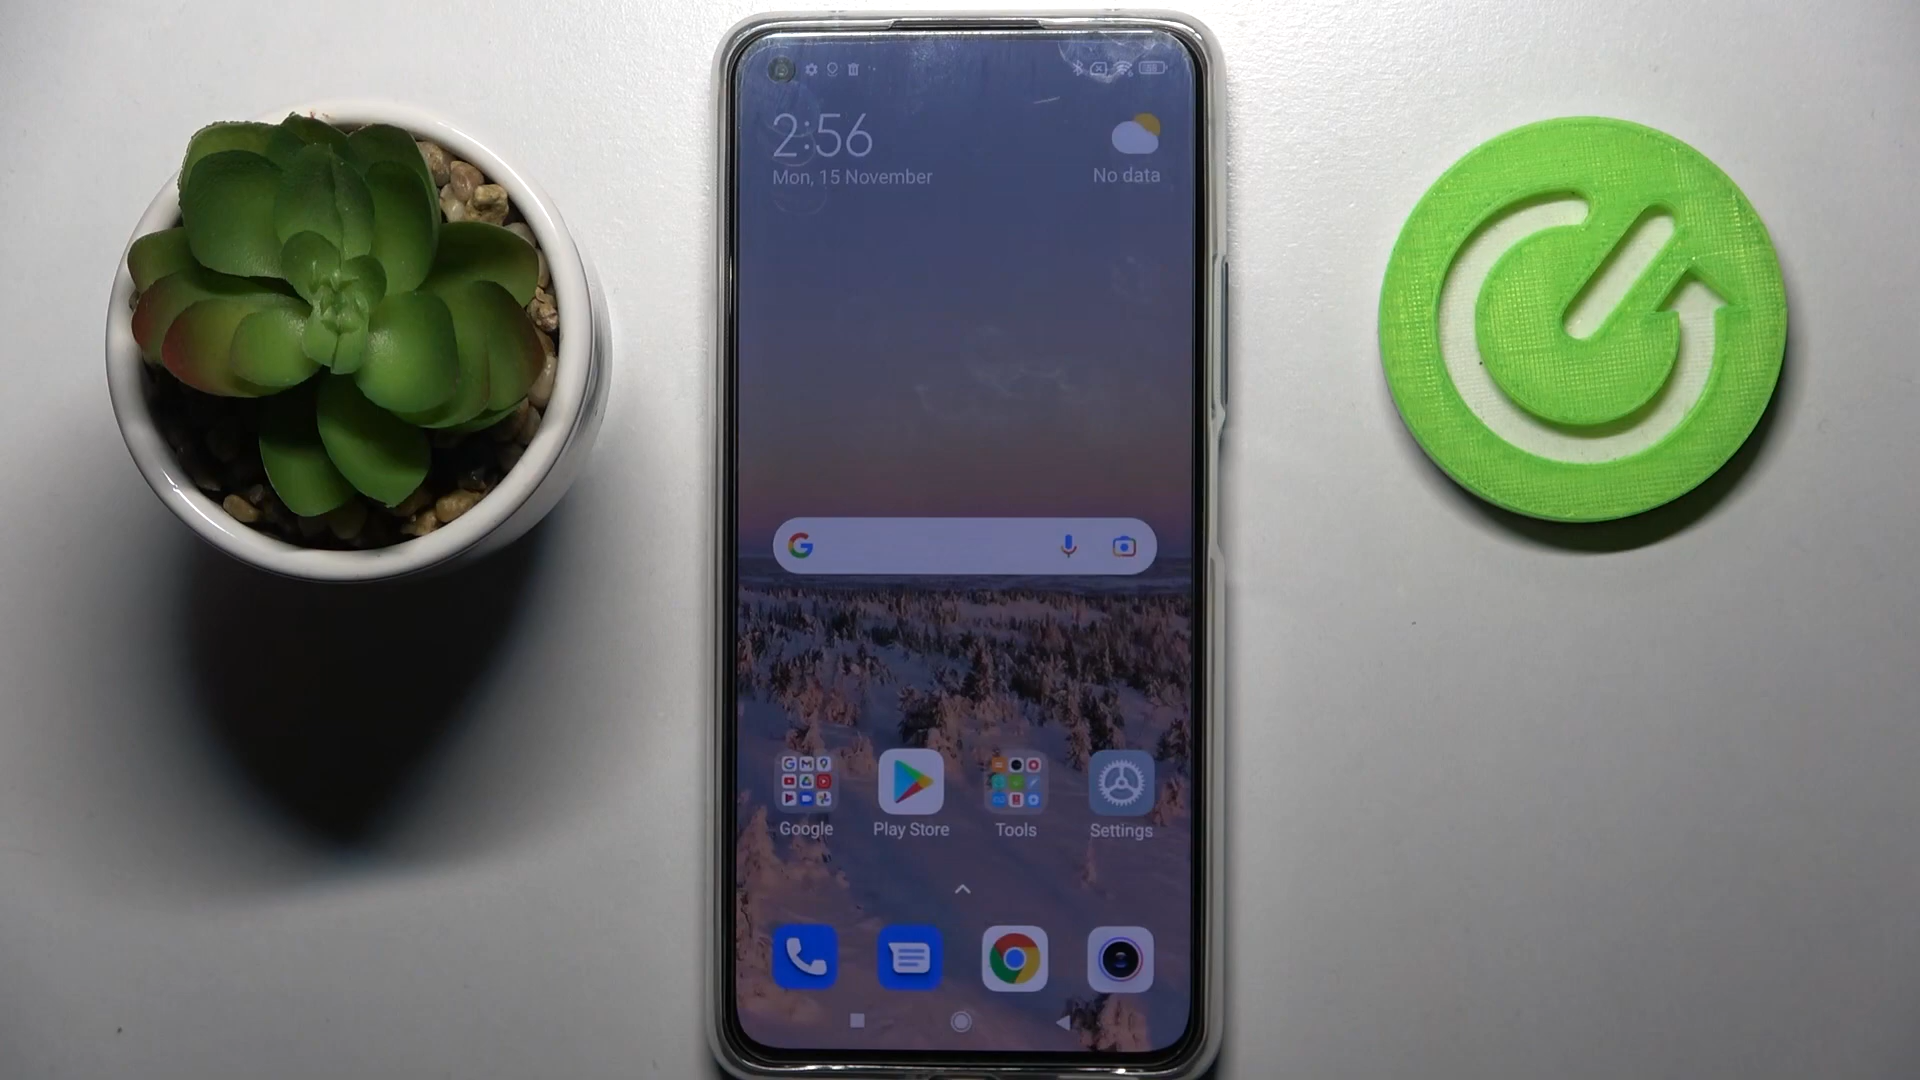 2:56
Mon, 15 November
No data
Google
Play Store
Tools
Settings